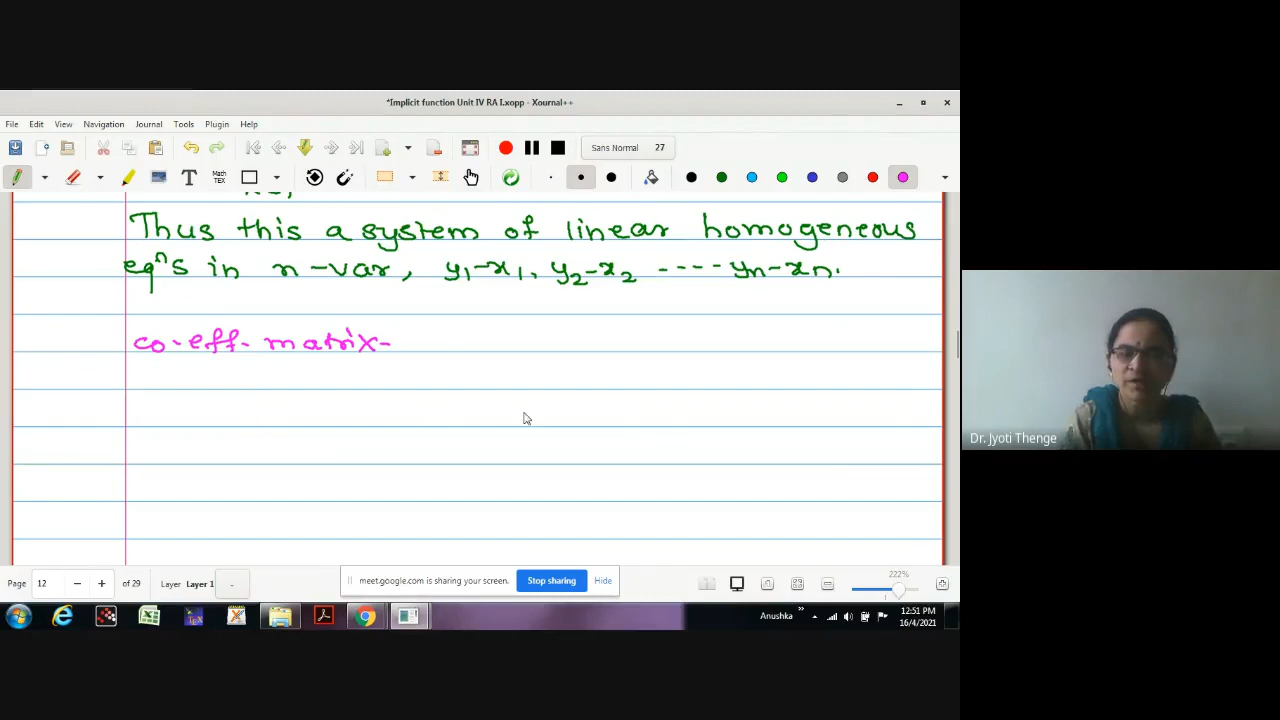 *Implicit function Unit IV RA I.xopp - Xournal++
File Edit View Navigation Journal Tools Plugin Help
Sans Normal 27
T Math TEX
Thus this a system of linear homogeneous
eqⁿs in n-var, y₁-x₁, y₂-x₂ ---- yₙ-xₙ.
co-eff. matrix-
Dr. Jyoti Thenge
Page 12 of 29 Layer Layer 1
meet.google.com is sharing your screen. Stop sharing Hide
222%
Anushka
12:51 PM
16/4/2021